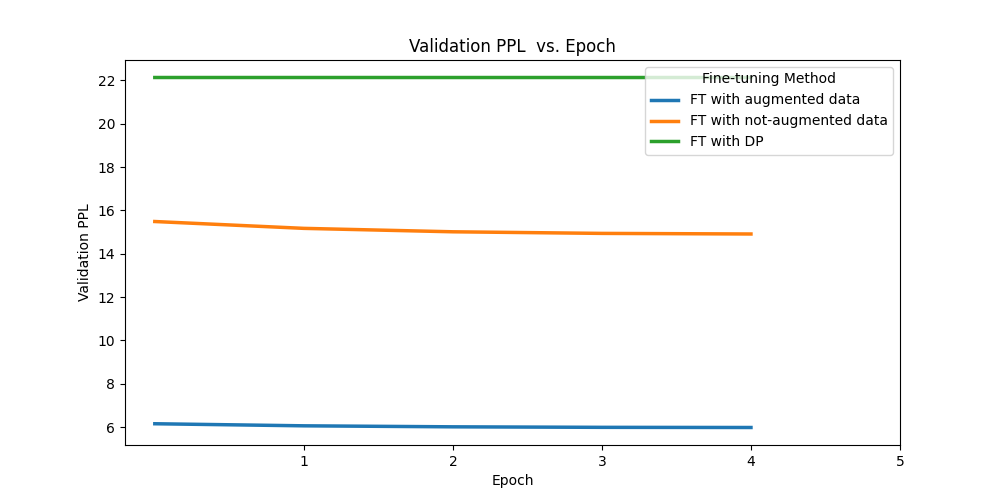 Validation PPL  vs. Epoch
Fine-tuning Method
FT with augmented data
FT with not-augmented data
FT with DP
Validation PPL
22
20
18
16
14
12
10
8
6
1 2 3 4 5
Epoch